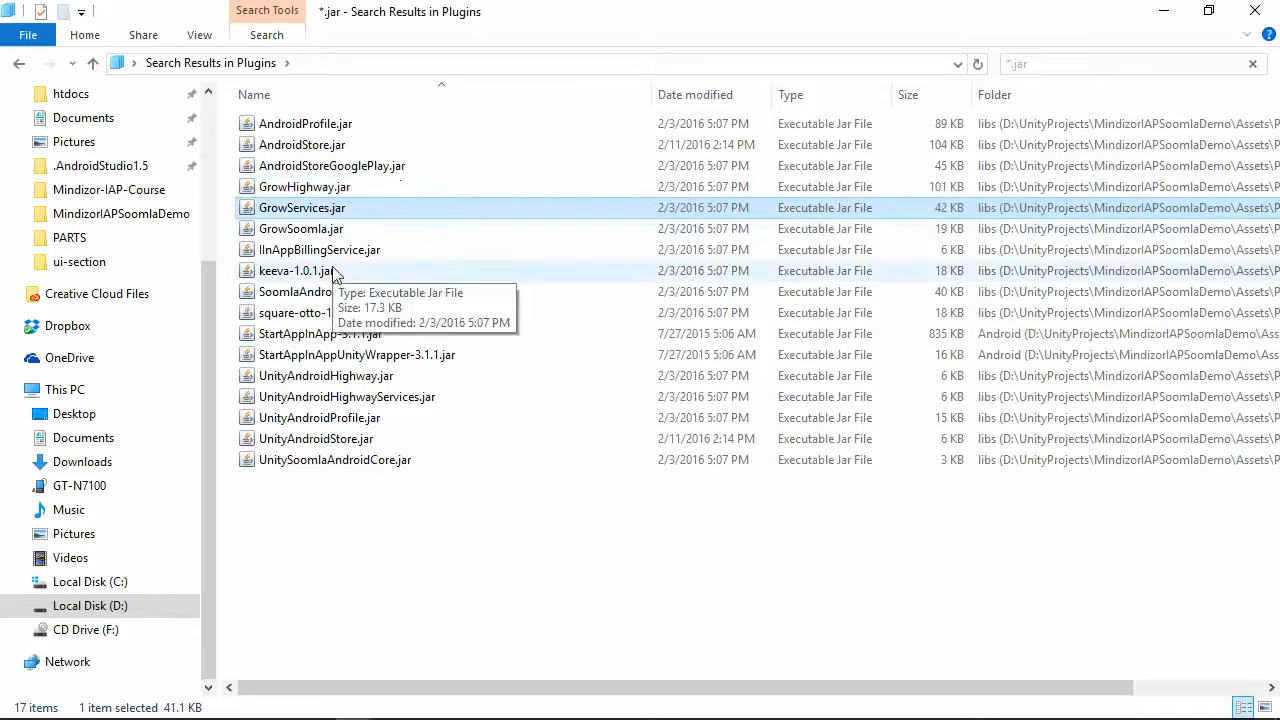 Search Tools
*.jar - Search Results in Plugins
File Home Share View Search
Search Results in Plugins
*.jar
htdocs
Documents
Pictures
.AndroidStudio1.5
Mindizor-IAP-Course
MindizorIAPSoomlaDemo
PARTS
ui-section
Creative Cloud Files
Dropbox
OneDrive
This PC
Desktop
Documents
Downloads
GT-N7100
Music
Pictures
Videos
Local Disk (C:)
Local Disk (D:)
CD Drive (F:)
Network
Name Date modified Type Size Folder
AndroidProfile.jar 2/3/2016 5:07 PM Executable Jar File 89 KB libs (D:\UnityProjects\MindizorIAPSoomlaDemo\Assets\P
AndroidStore.jar 2/11/2016 2:14 PM Executable Jar File 104 KB libs (D:\UnityProjects\MindizorIAPSoomlaDemo\Assets\P
AndroidStoreGooglePlay.jar 2/3/2016 5:07 PM Executable Jar File 45 KB libs (D:\UnityProjects\MindizorIAPSoomlaDemo\Assets\P
GrowHighway.jar 2/3/2016 5:07 PM Executable Jar File 101 KB libs (D:\UnityProjects\MindizorIAPSoomlaDemo\Assets\P
GrowServices.jar 2/3/2016 5:07 PM Executable Jar File 42 KB libs (D:\UnityProjects\MindizorIAPSoomlaDemo\Assets\P
GrowSoomla.jar 2/3/2016 5:07 PM Executable Jar File 19 KB libs (D:\UnityProjects\MindizorIAPSoomlaDemo\Assets\P
IInAppBillingService.jar 2/3/2016 5:07 PM Executable Jar File 6 KB libs (D:\UnityProjects\MindizorIAPSoomlaDemo\Assets\P
keeva-1.0.1.jar 2/3/2016 5:07 PM Executable Jar File 18 KB libs (D:\UnityProjects\MindizorIAPSoomlaDemo\Assets\P
SoomlaAndro 2/3/2016 5:07 PM Executable Jar File 40 KB libs (D:\UnityProjects\MindizorIAPSoomlaDemo\Assets\P
square-otto-1 2/3/2016 5:07 PM Executable Jar File 18 KB libs (D:\UnityProjects\MindizorIAPSoomlaDemo\Assets\P
StartAppInApp-3.1.1.jar 7/27/2015 5:06 AM Executable Jar File 835 KB Android (D:\UnityProjects\MindizorIAPSoomlaDemo\Asse
StartAppInAppUnityWrapper-3.1.1.jar 7/27/2015 5:06 AM Executable Jar File 16 KB Android (D:\UnityProjects\MindizorIAPSoomlaDemo\Asse
UnityAndroidHighway.jar 2/3/2016 5:07 PM Executable Jar File 6 KB libs (D:\UnityProjects\MindizorIAPSoomlaDemo\Assets\P
UnityAndroidHighwayServices.jar 2/3/2016 5:07 PM Executable Jar File 6 KB libs (D:\UnityProjects\MindizorIAPSoomlaDemo\Assets\P
UnityAndroidProfile.jar 2/3/2016 5:07 PM Executable Jar File 15 KB libs (D:\UnityProjects\MindizorIAPSoomlaDemo\Assets\P
UnityAndroidStore.jar 2/11/2016 2:14 PM Executable Jar File 6 KB libs (D:\UnityProjects\MindizorIAPSoomlaDemo\Assets\P
UnitySoomlaAndroidCore.jar 2/3/2016 5:07 PM Executable Jar File 3 KB libs (D:\UnityProjects\MindizorIAPSoomlaDemo\Assets\P
Type: Executable Jar File
Size: 17.3 KB
Date modified: 2/3/2016 5:07 PM
17 items 1 item selected 41.1 KB